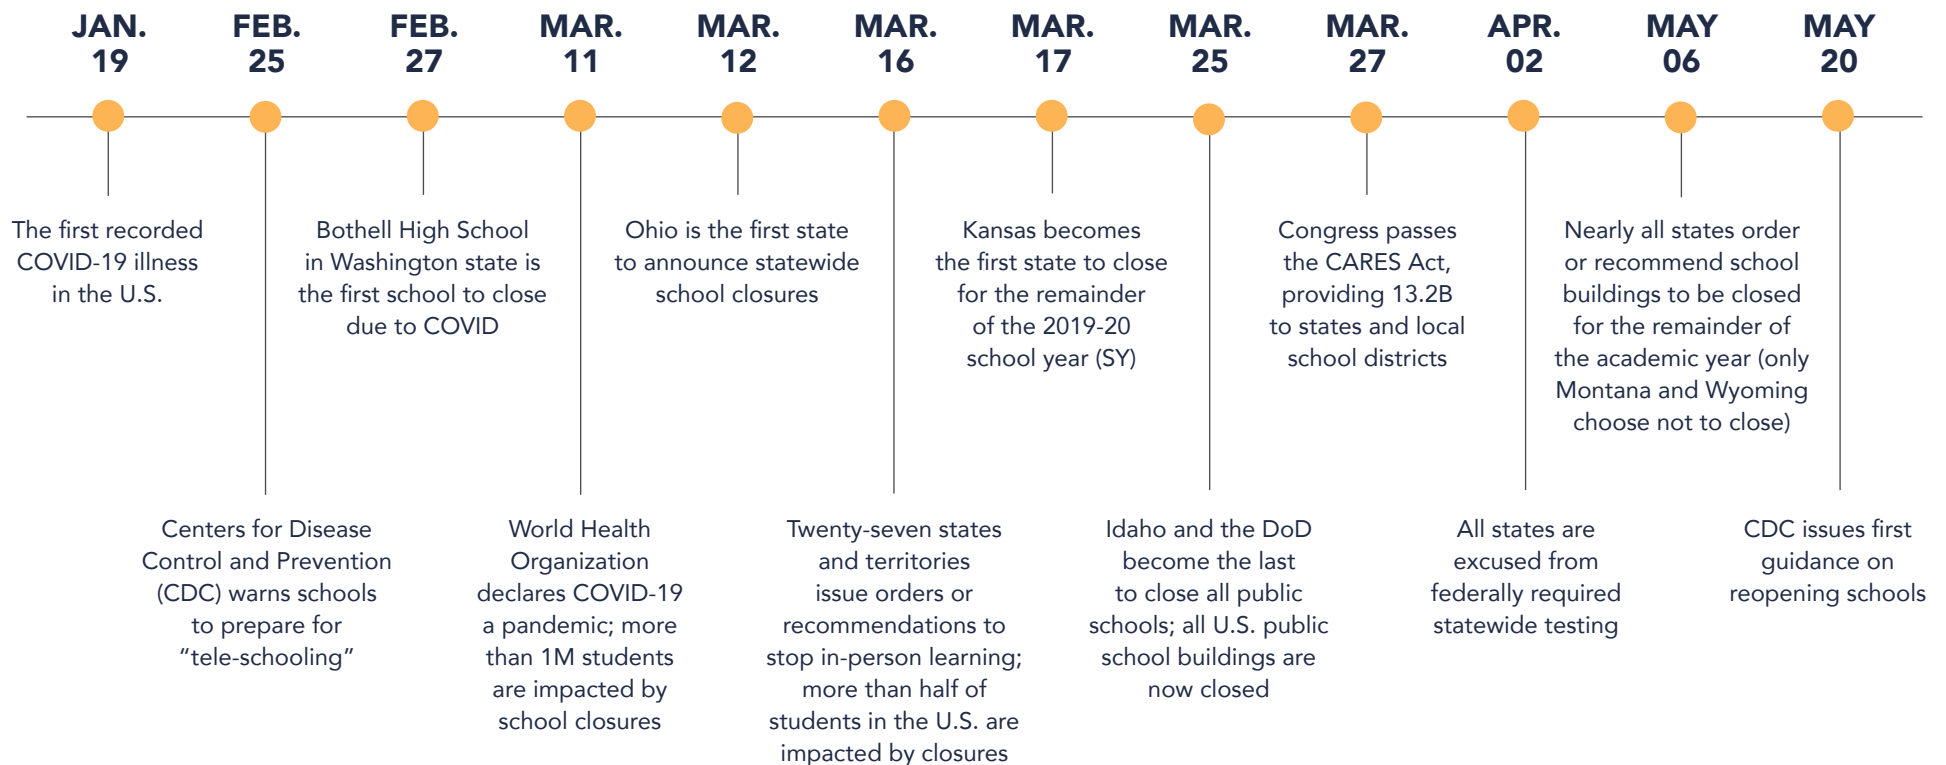 JAN.
19
FEB.
25
FEB.
27
MAR.
11
MAR.
12
MAR.
16
MAR.
17
MAR.
25
MAR.
27
APR.
02
MAY
06
MAY
20
The first recorded
COVID-19 illness
in the U.S.
Centers for Disease
Control and Prevention
(CDC) warns schools
to prepare for
“tele-schooling”
Bothell High School
in Washington state is
the first school to close
due to COVID
World Health
Organization
declares COVID-19
a pandemic; more
than 1M students
are impacted by
school closures
Ohio is the first state
to announce statewide
school closures
Twenty-seven states
and territories
issue orders or
recommendations to
stop in-person learning;
more than half of
students in the U.S. are
impacted by closures
Kansas becomes
the first state to close
for the remainder
of the 2019-20
school year (SY)
Idaho and the DoD
become the last
to close all public
schools; all U.S. public
school buildings are
now closed
Congress passes
the CARES Act,
providing 13.2B
to states and local
school districts
All states are
excused from
federally required
statewide testing
Nearly all states order
or recommend school
buildings to be closed
for the remainder of
the academic year (only
Montana and Wyoming
choose not to close)
CDC issues first
guidance on
reopening schools